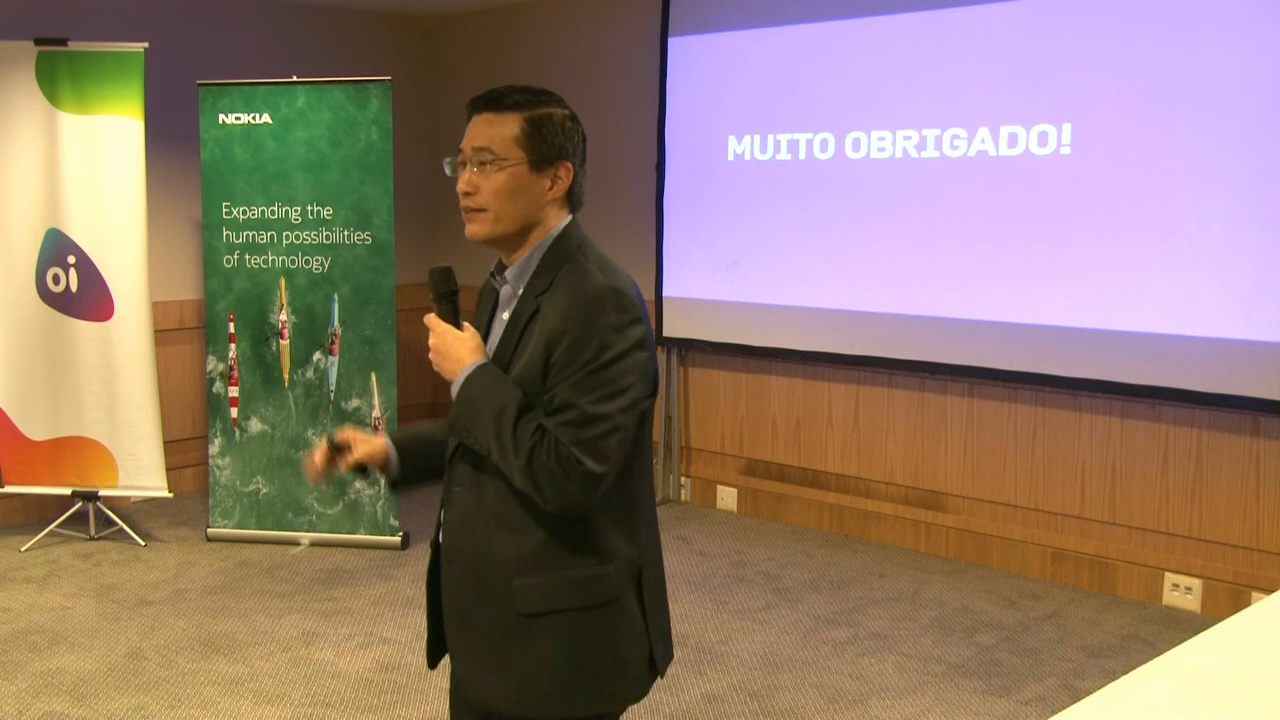 oi
NOKIA
Expanding the
human possibilities
of technology
MUITO OBRIGADO!